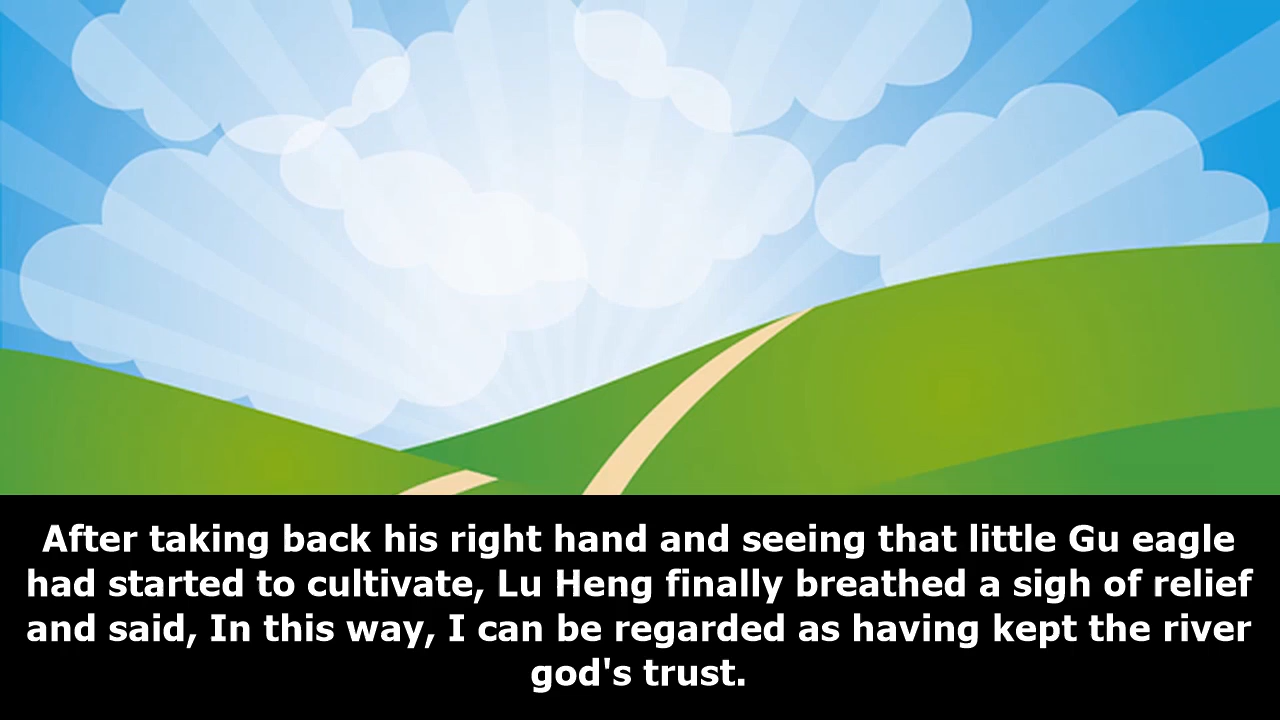 After taking back his right hand and seeing that little Gu eagle
had started to cultivate, Lu Heng finally breathed a sigh of relief
and said, In this way, I can be regarded as having kept the river
god's trust.